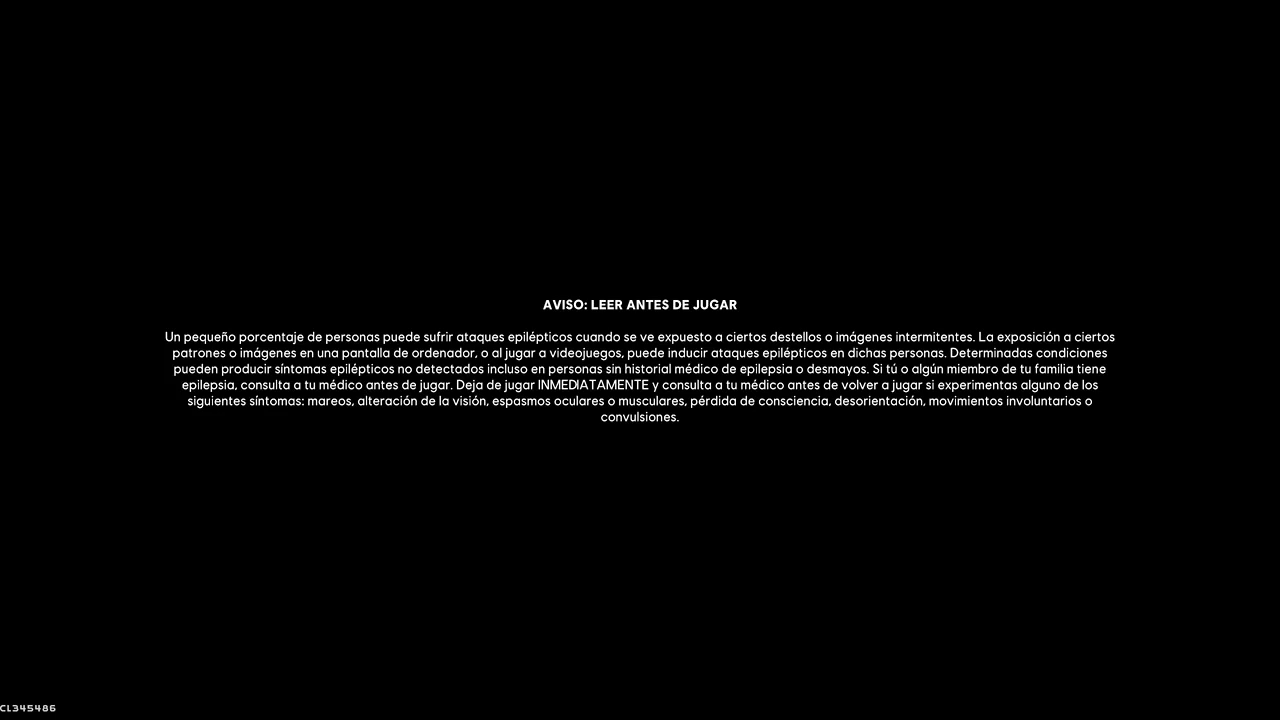 AVISO: LEER ANTES DE JUGAR
Un pequeño porcentaje de personas puede sufrir ataques epilépticos cuando se ve expuesto a ciertos destellos o imágenes intermitentes. La exposición a ciertos
patrones o imágenes en una pantalla de ordenador, o al jugar a videojuegos, puede inducir ataques epilépticos en dichas personas. Determinadas condiciones
pueden producir síntomas epilépticos no detectados incluso en personas sin historial médico de epilepsia o desmayos. Si tú o algún miembro de tu familia tiene
epilepsia, consulta a tu médico antes de jugar. Deja de jugar INMEDIATAMENTE y consulta a tu médico antes de volver a jugar si experimentas alguno de los
siguientes síntomas: mareos, alteración de la visión, espasmos oculares o musculares, pérdida de consciencia, desorientación, movimientos involuntarios o
convulsiones.
CL345486